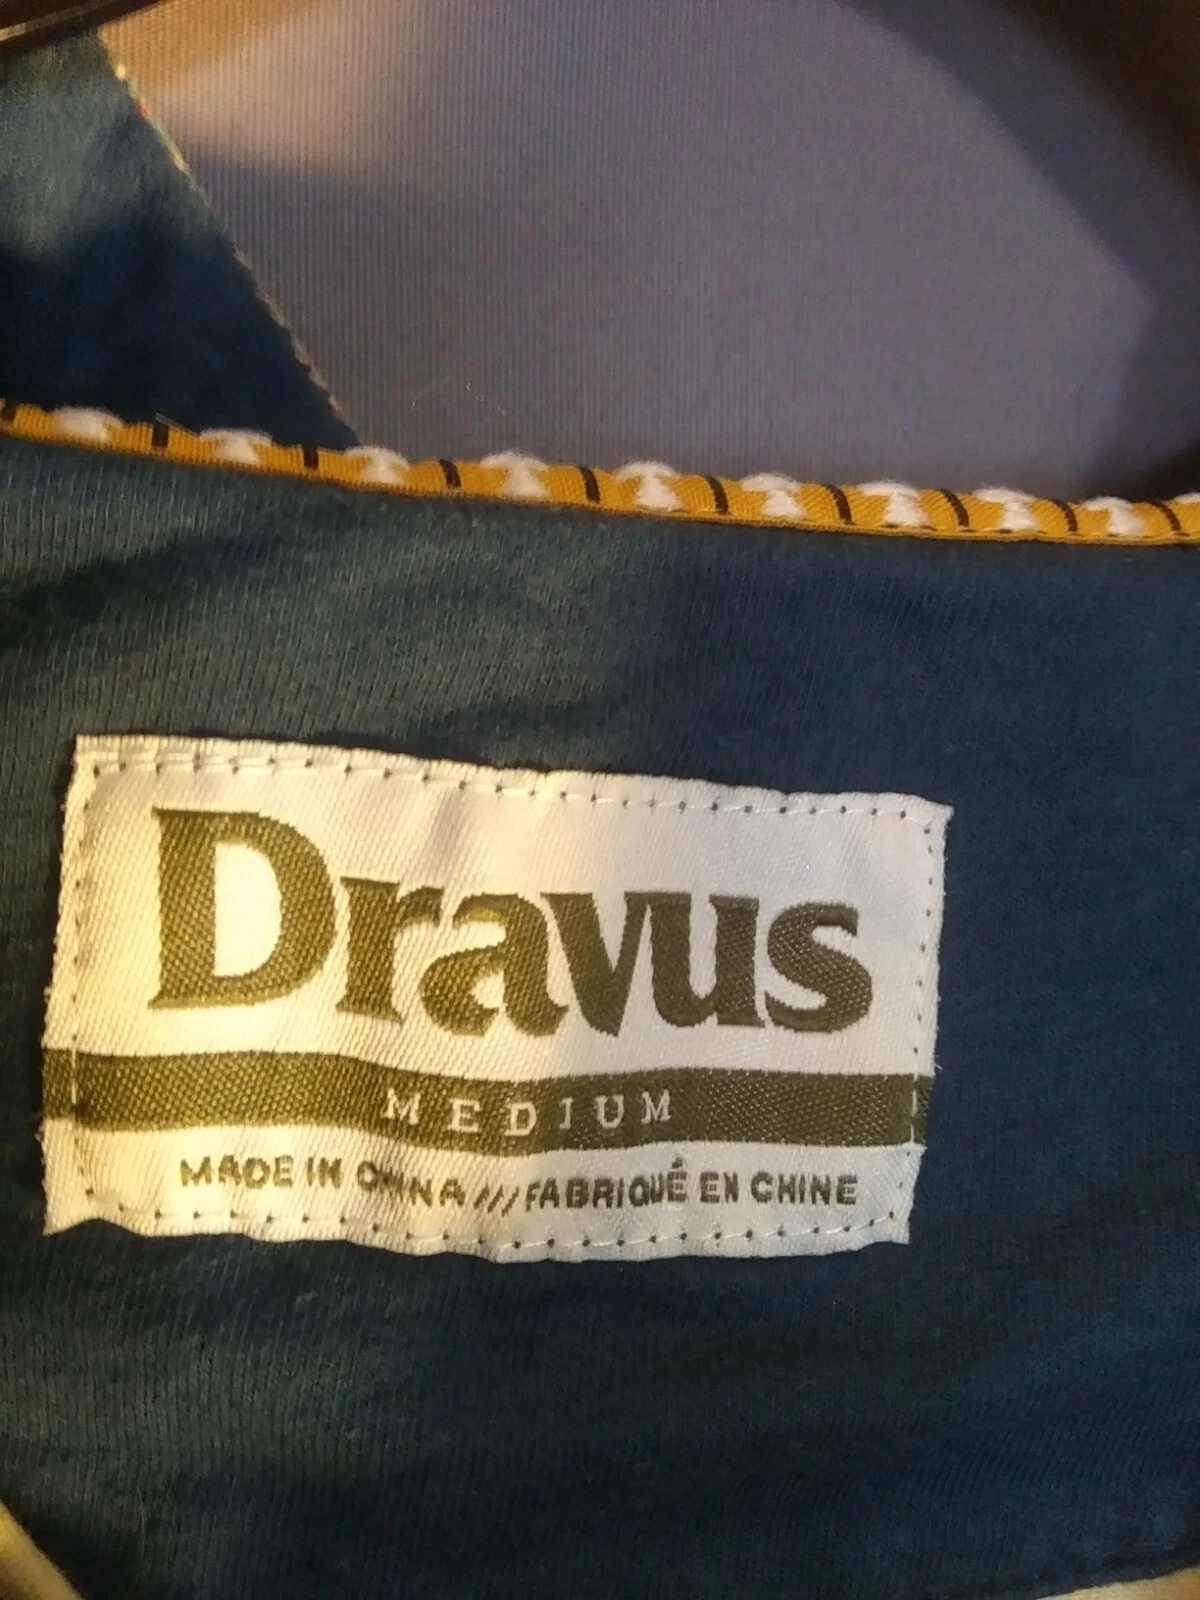 Dravus
MEDIUM
MADE IN CHINA /// FABRIQUÉ EN CHINE